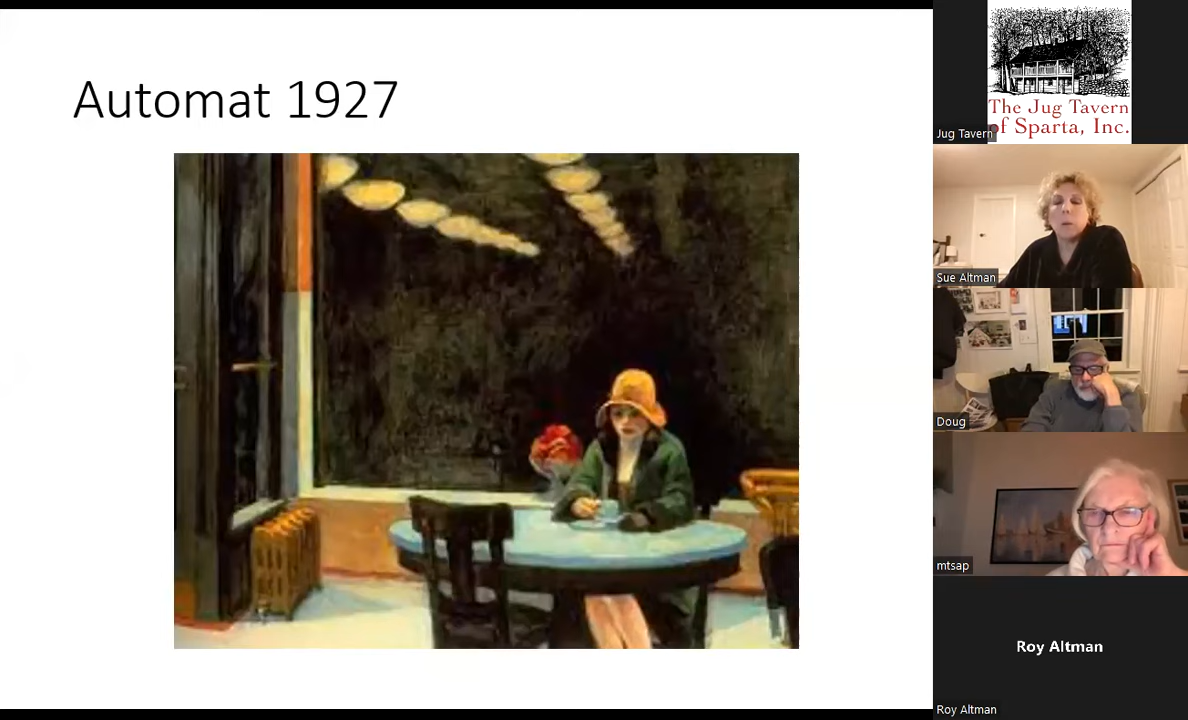 Automat 1927
The Jug Tavern
of Sparta, Inc.
Jug Tavern
Sue Altman
Doug
mtsap
Roy Altman
Roy Altman